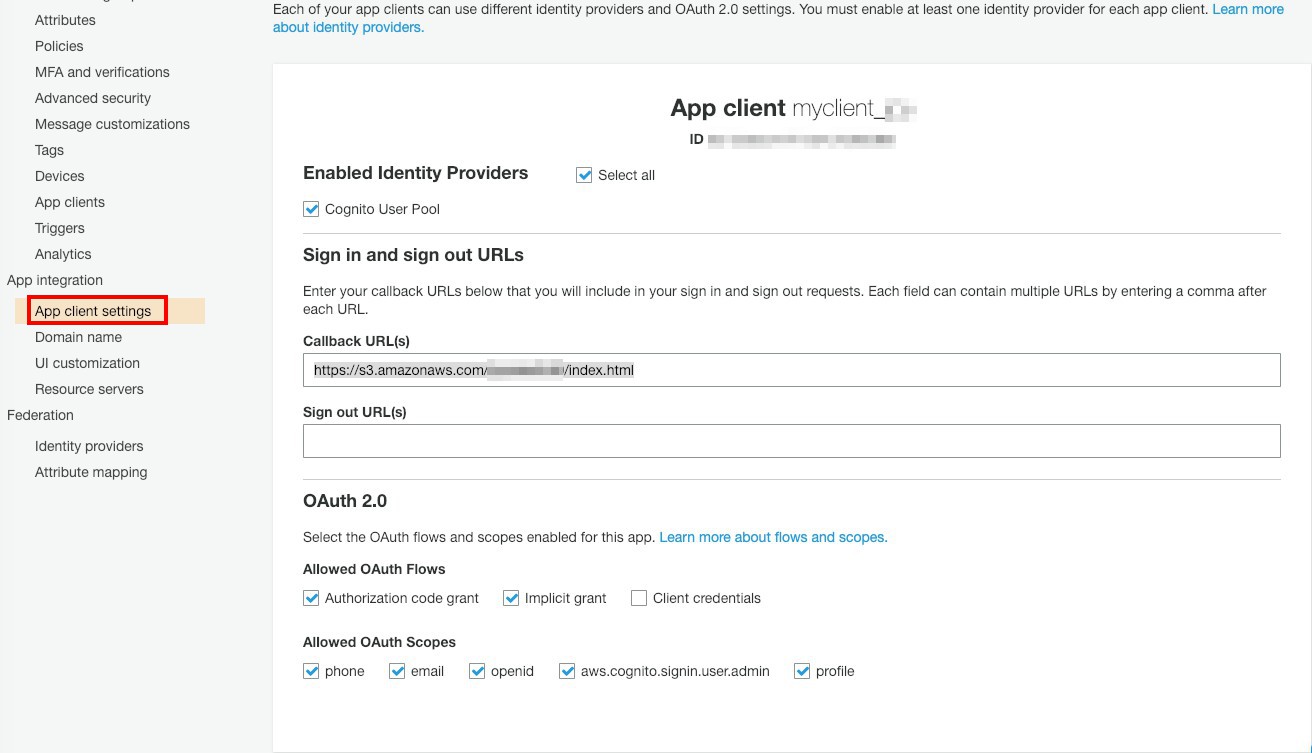 Attributes
Policies
MFA and verifications
Advanced security
Message customizations
Tags
Devices
App clients
Triggers
Analytics
App integration
App client settings
Domain name
UI customization
Resource servers
Federation
Identity providers
Attribute mapping
Each of your app clients can use different identity providers and OAuth 2.0 settings. You must enable at least one identity provider for each app client. Learn more
about identity providers.
App client myclient_
ID
Enabled Identity Providers Select all
Cognito User Pool
Sign in and sign out URLs
Enter your callback URLs below that you will include in your sign in and sign out requests. Each field can contain multiple URLs by entering a comma after
each URL.
Callback URL(s)
https://s3.amazonaws.com/ /index.html
Sign out URL(s)
OAuth 2.0
Select the OAuth flows and scopes enabled for this app. Learn more about flows and scopes.
Allowed OAuth Flows
Authorization code grant Implicit grant Client credentials
Allowed OAuth Scopes
phone email openid aws.cognito.signin.user.admin profile